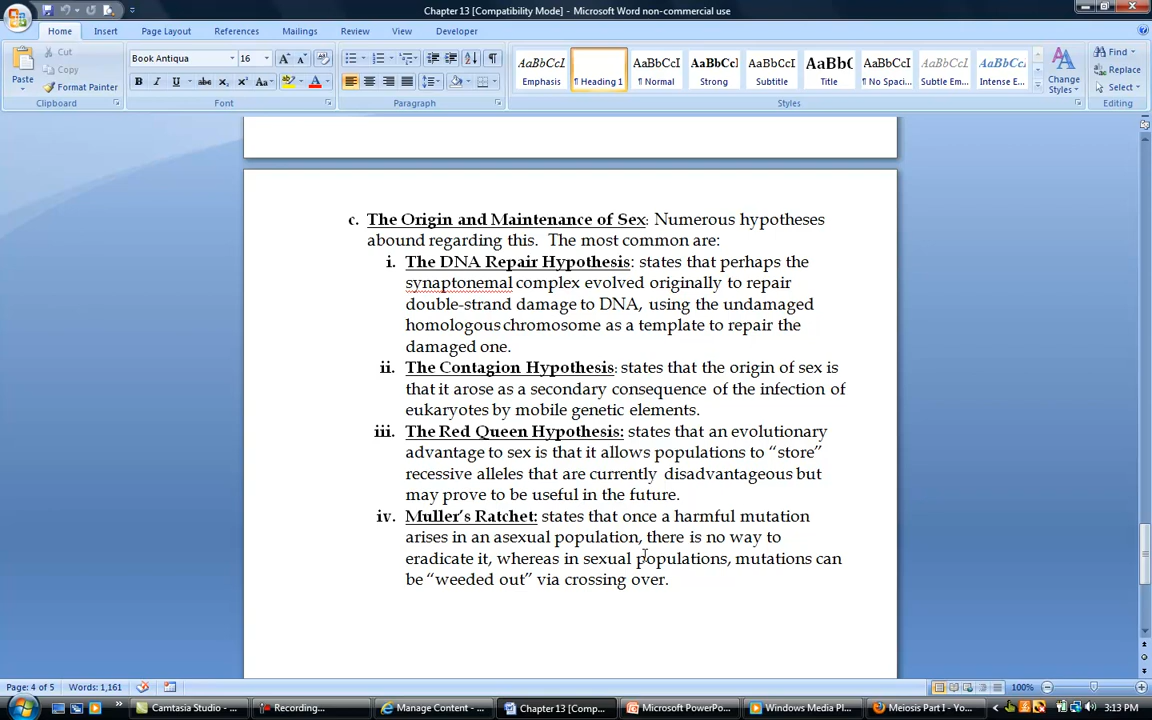 Chapter 13 [Compatibility Mode] - Microsoft Word non-commercial use
Home Insert Page Layout References Mailings Review View Developer
Paste
Cut
Copy
Format Painter
Clipboard
Book Antiqua 16
B I U abc x, x² Aa
Font
Paragraph
AaBbCcI AaBbCcI AaBbCcI AaBbCcI AaBb( AaBbCcI AaBbCcI AaBbCcI
Emphasis ¶ Heading 1 ¶ Normal Strong Subtitle Title ¶ No Spaci... Subtle Em... Intense E...
Change Styles
Styles
Find
Replace
Select
Editing
c. The Origin and Maintenance of Sex: Numerous hypotheses
abound regarding this. The most common are:
i. The DNA Repair Hypothesis: states that perhaps the
synaptonemal complex evolved originally to repair
double-strand damage to DNA, using the undamaged
homologous chromosome as a template to repair the
damaged one.
ii. The Contagion Hypothesis: states that the origin of sex is
that it arose as a secondary consequence of the infection of
eukaryotes by mobile genetic elements.
iii. The Red Queen Hypothesis: states that an evolutionary
advantage to sex is that it allows populations to “store”
recessive alleles that are currently disadvantageous but
may prove to be useful in the future.
iv. Muller’s Ratchet: states that once a harmful mutation
arises in an asexual population, there is no way to
eradicate it, whereas in sexual populations, mutations can
be “weeded out” via crossing over.
Page: 4 of 5 Words: 1,161 100%
Camtasia Studio - ... Recording... Manage Content - ... Chapter 13 [Comp... Microsoft PowerPo... Windows Media Pl... Meiosis Part I - Yo... 3:13 PM